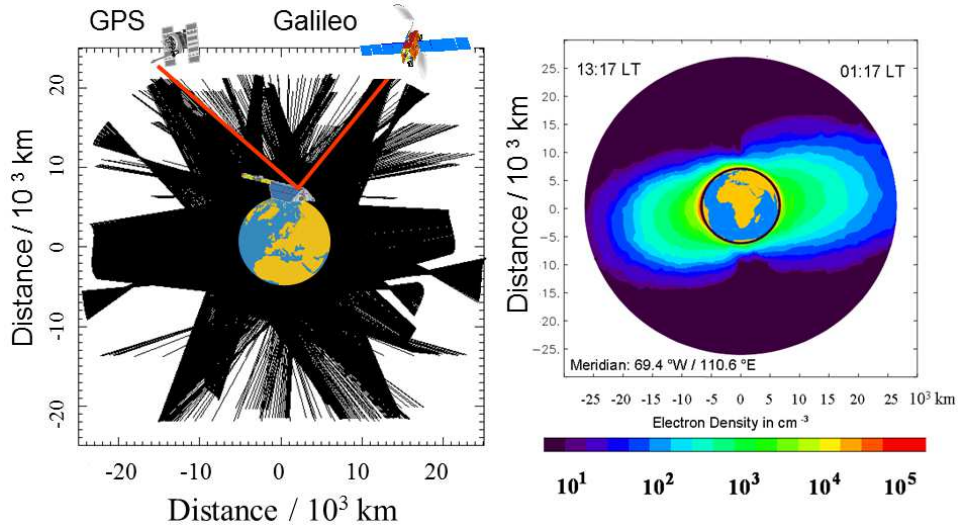 GPS
Galileo
Distance / 10³ km
20
10
0
-10
-20
-20
-10
0
10
20
Distance / 10³ km
13:17 LT
01:17 LT
Distance / 10³ km
25.
20.
15.
10.
5.
0.
−5.
−10.
−15.
−20.
−25.
Meridian: 69.4 °W / 110.6 °E
-25 -20 -15 -10 -5 0 5 10 15 20 25 10³ km
Electron Density in cm⁻³
10¹ 10² 10³ 10⁴ 10⁵